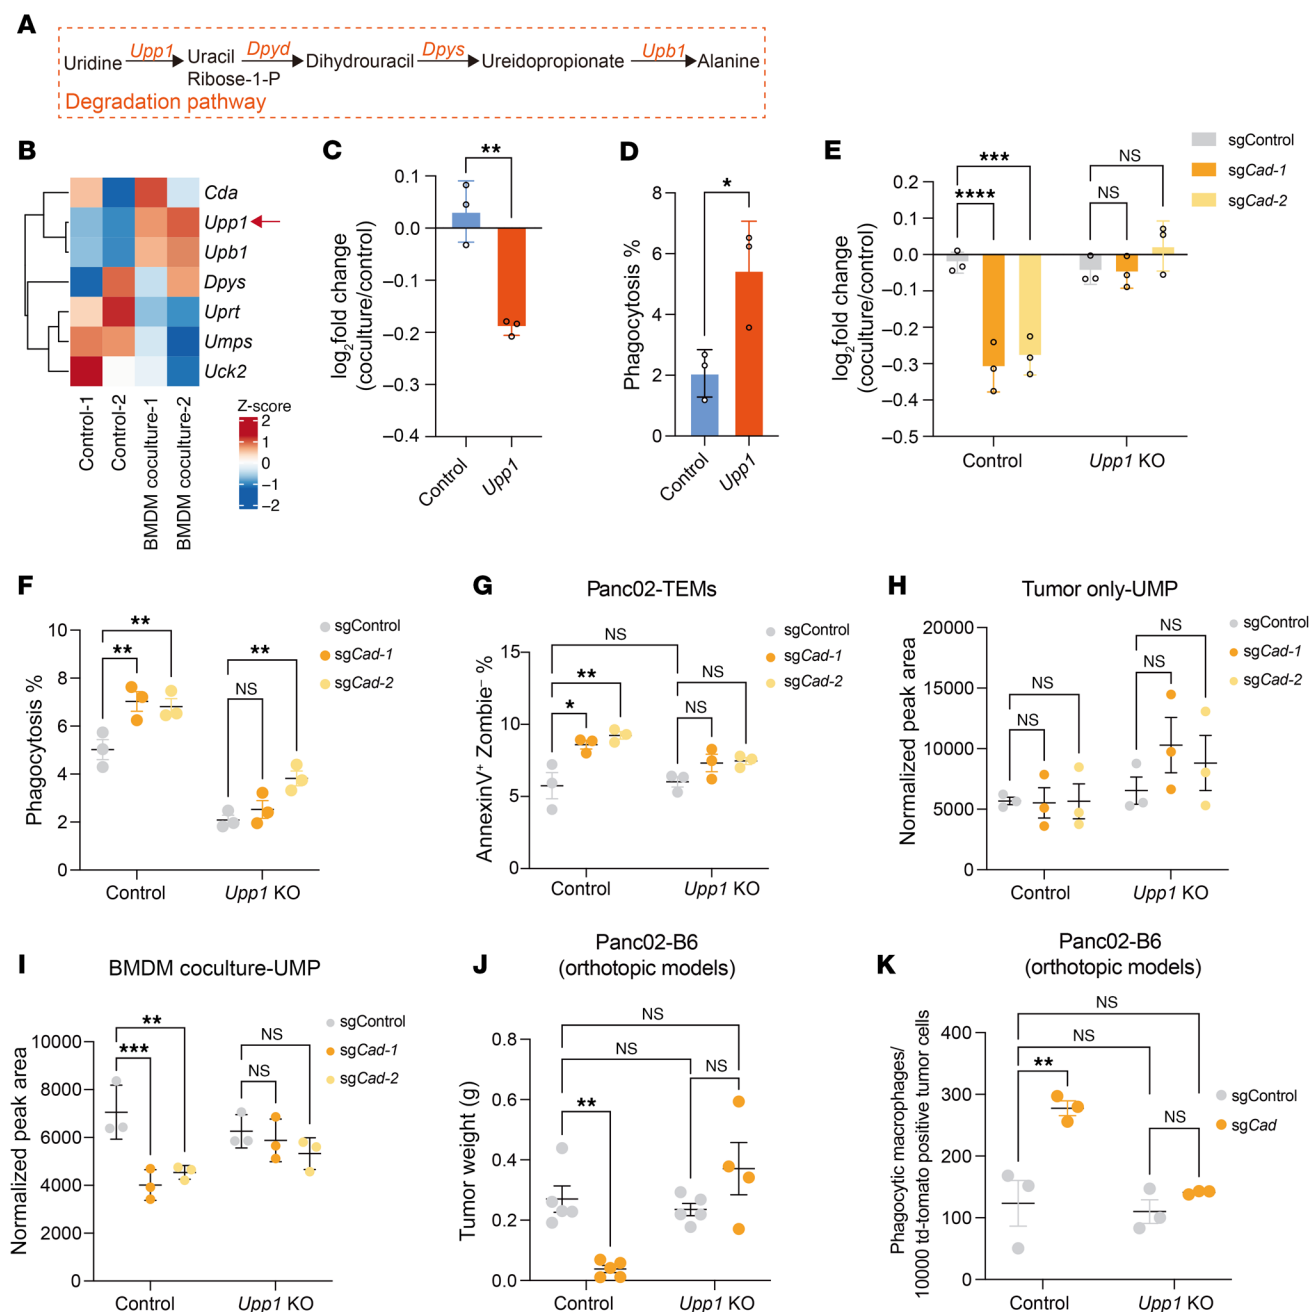 A
Uridine Upp1 Uracil Dpyd Dihydrouracil Dpys Ureidopropionate Upb1 Alanine
Ribose-1-P
Degradation pathway
B
Cda
Upp1
Upb1
Dpys
Uprt
Umps
Uck2
Control-1
Control-2
BMDM coculture-1
BMDM coculture-2
Z-score
2
1
0
−1
−2
C
**
log2fold change
(coculture/control)
0.1
0.0
−0.1
−0.2
−0.3
−0.4
Control
Upp1
D
*
Phagocytosis %
8
6
4
2
0
Control
Upp1
E
sgControl
sgCad-1
sgCad-2
***
****
NS
NS
log2fold change
(coculture/control)
0.2
0.1
0.0
−0.1
−0.2
−0.3
−0.4
−0.5
Control
Upp1 KO
F
sgControl
sgCad-1
sgCad-2
**
**
**
NS
Phagocytosis %
10
8
6
4
2
0
Control
Upp1 KO
G
Panc02-TEMs
sgControl
sgCad-1
sgCad-2
NS
**
*
NS
NS
AnnexinV+ Zombie− %
15
10
5
0
Control
Upp1 KO
H
Tumor only-UMP
sgControl
sgCad-1
sgCad-2
NS
NS
NS
NS
Normalized peak area
20000
15000
10000
5000
0
Control
Upp1 KO
I
BMDM coculture-UMP
sgControl
sgCad-1
sgCad-2
**
***
NS
NS
Normalized peak area
10000
8000
6000
4000
2000
0
Control
Upp1 KO
J
Panc02-B6
(orthotopic models)
NS
NS
NS
**
Tumor weight (g)
0.8
0.6
0.4
0.2
0.0
Control
Upp1 KO
K
Panc02-B6
(orthotopic models)
NS
NS
**
NS
sgControl
sgCad
Phagocytic macrophages/
10000 td-tomato positive tumor cells
400
300
200
100
0
Control
Upp1 KO